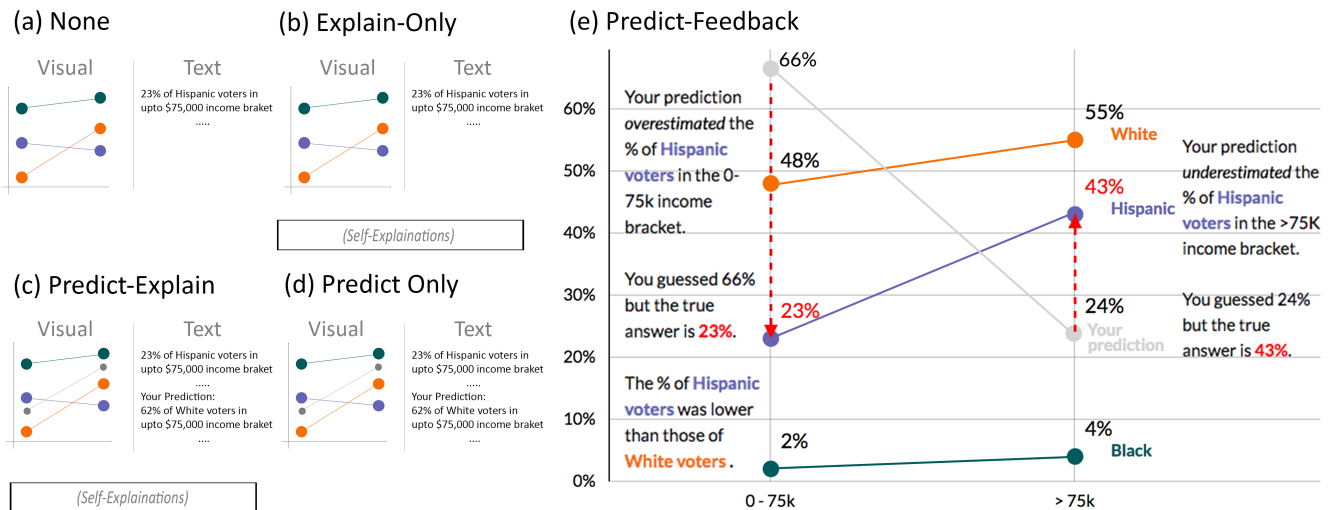 (a) None
Visual
Text
23% of Hispanic voters in
upto $75,000 income braket
.....
(b) Explain-Only
Visual
Text
23% of Hispanic voters in
upto $75,000 income braket
.....
(Self-Explainations)
(c) Predict-Explain
Visual
Text
23% of Hispanic voters in
upto $75,000 income braket
.....
Your Prediction:
62% of White voters in
upto $75,000 income braket
....
(Self-Explainations)
(d) Predict Only
Visual
Text
23% of Hispanic voters in
upto $75,000 income braket
.....
Your Prediction:
62% of White voters in
upto $75,000 income braket
....
(e) Predict-Feedback
60%
50%
40%
30%
20%
10%
0%
Your prediction
overestimated the
% of Hispanic
voters in the 0-
75k income
bracket.
You guessed 66%
but the true
answer is 23%.
The % of Hispanic
voters was lower
than those of
White voters .
66%
48%
23%
2%
55%
White
43%
Hispanic
24%
Your
prediction
4%
Black
Your prediction
underestimated the
% of Hispanic
voters in the >75K
income bracket.
You guessed 24%
but the true
answer is 43%.
0 - 75k
> 75k